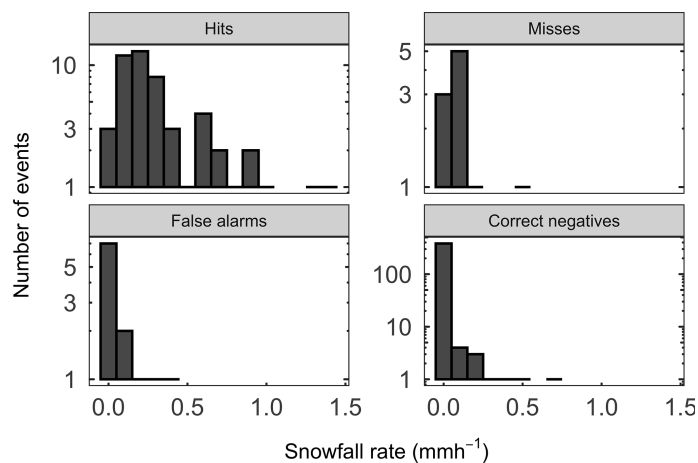 Hits
Misses
10
3
1
5
3
1
Number of events
False alarms
Correct negatives
5
3
1
100
10
1
0.0 0.5 1.0 1.5
0.0 0.5 1.0 1.5
Snowfall rate (mmh⁻¹)